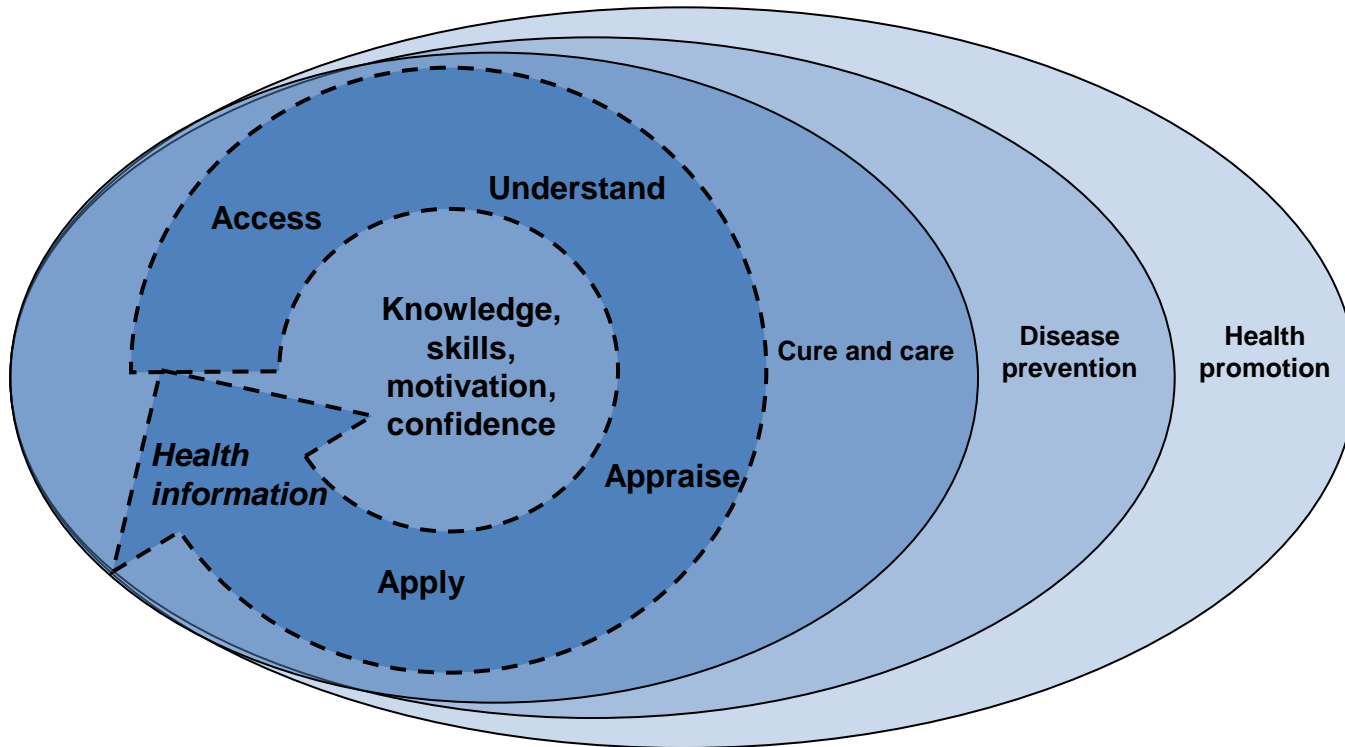 Access
Understand
Knowledge,
skills,
motivation,
confidence
Health
information
Appraise
Apply
Cure and care
Disease
prevention
Health
promotion